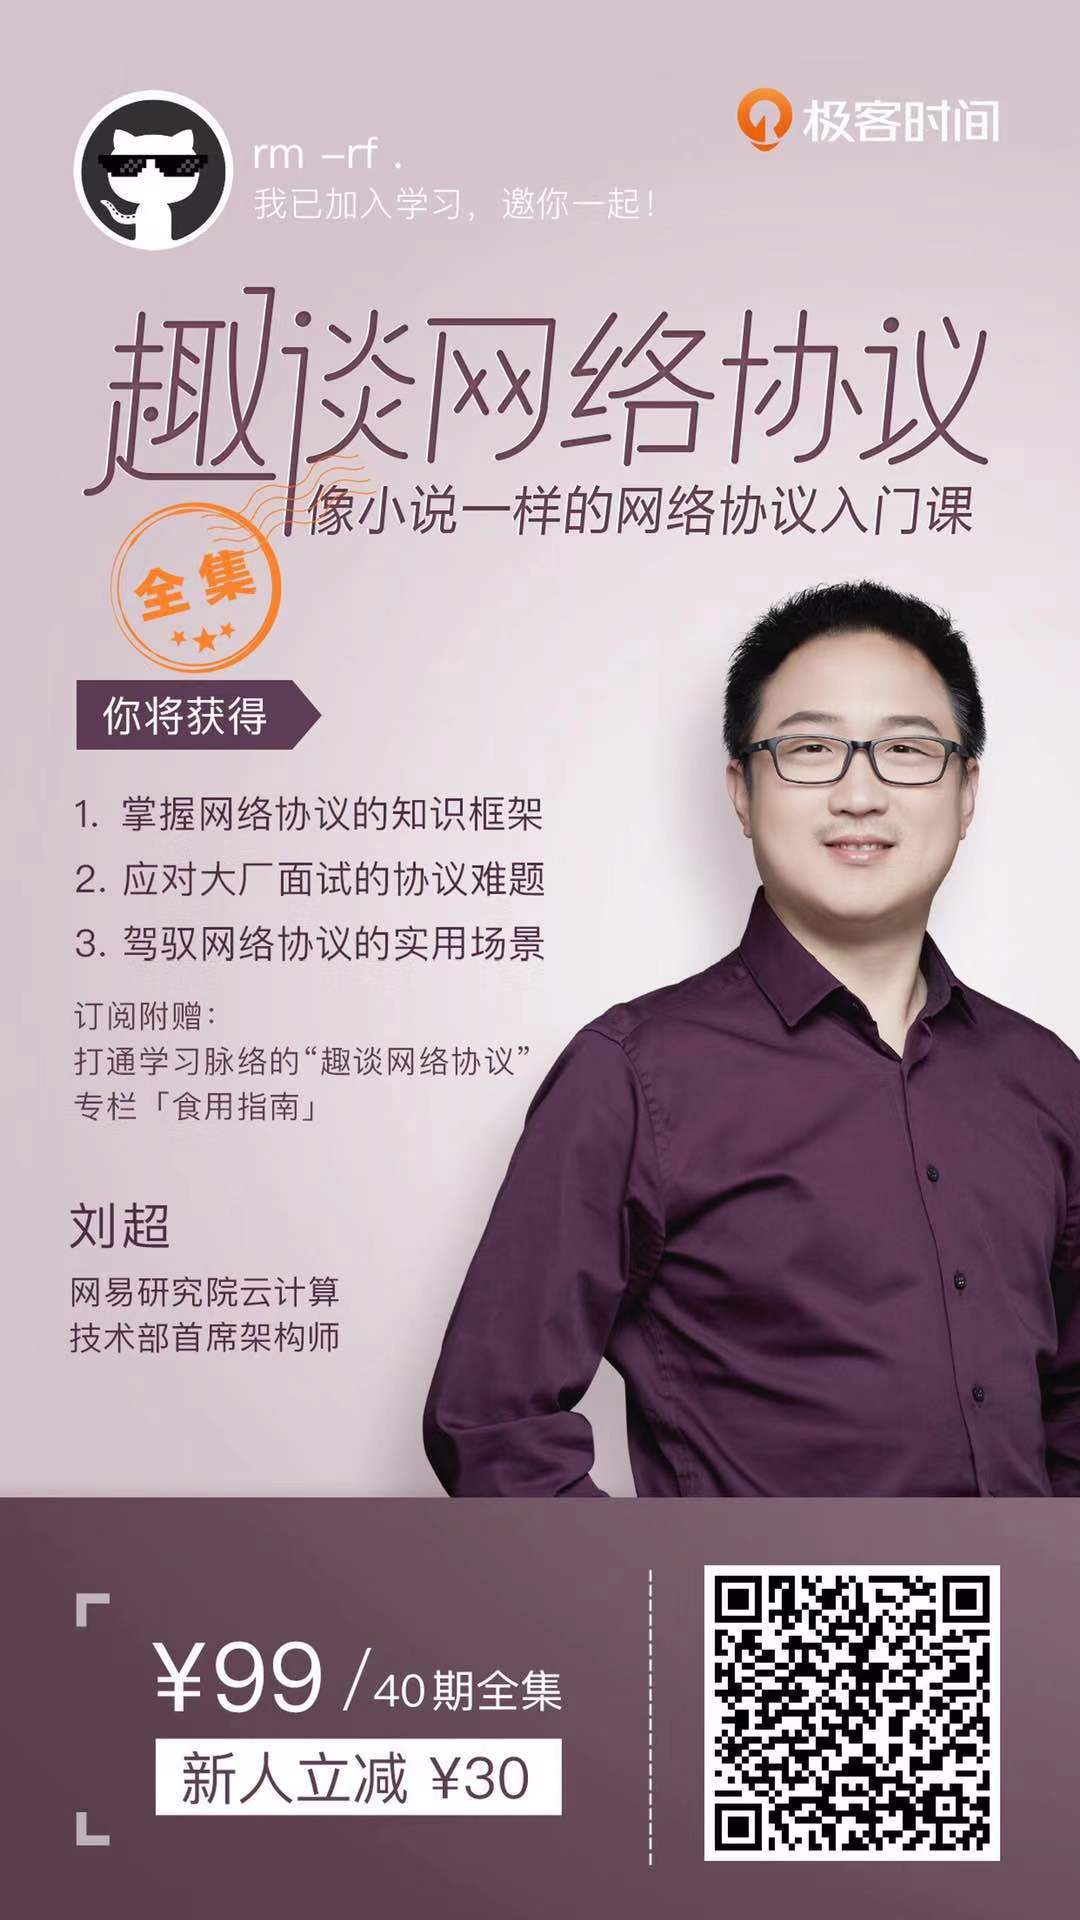 极客时间
rm -rf .
我已加入学习，邀你一起！
趣谈网络协议
像小说一样的网络协议入门课
全集
你将获得
1. 掌握网络协议的知识框架
2. 应对大厂面试的协议难题
3. 驾驭网络协议的实用场景
订阅附赠：
打通学习脉络的“趣谈网络协议”
专栏「食用指南」
刘超
网易研究院云计算
技术部首席架构师
¥99/40期全集
新人立减 ¥30